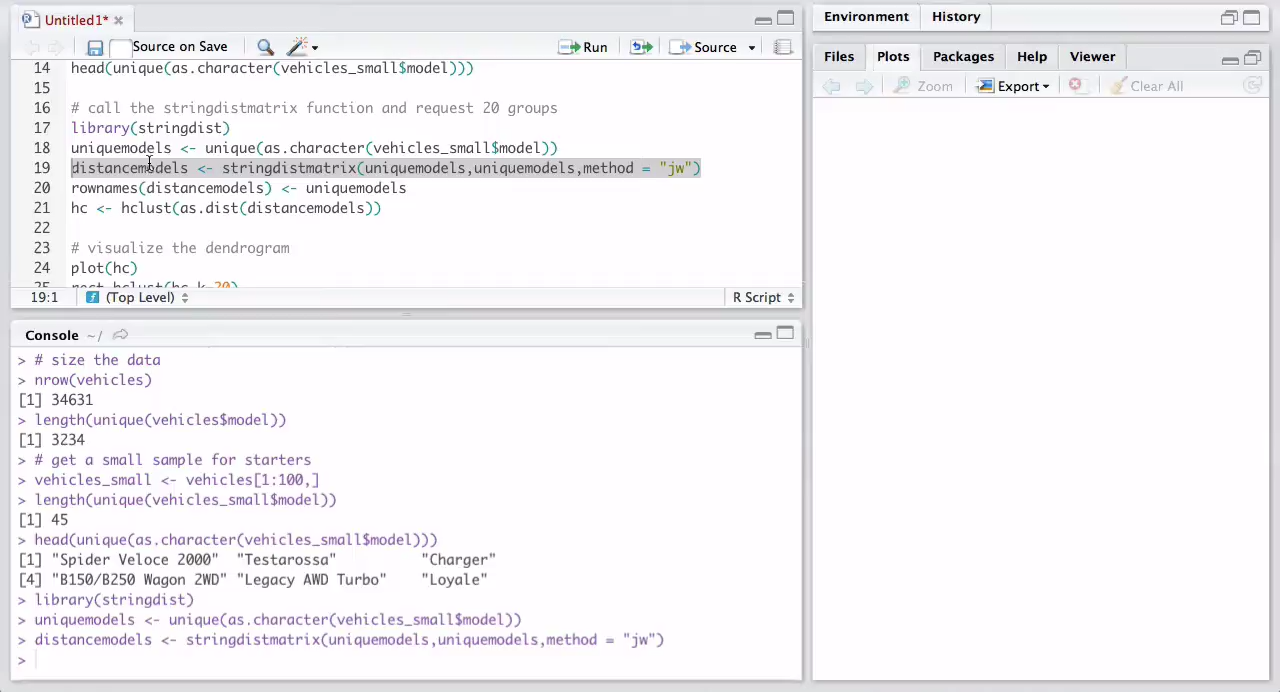 Untitled1*
Source on Save
Run
Source
14 head(unique(as.character(vehicles_small$model)))
15
16 # call the stringdistmatrix function and request 20 groups
17 library(stringdist)
18 uniquemodels <- unique(as.character(vehicles_small$model))
19 distancemodels <- stringdistmatrix(uniquemodels,uniquemodels,method = "jw")
20 rownames(distancemodels) <- uniquemodels
21 hc <- hclust(as.dist(distancemodels))
22
23 # visualize the dendrogram
24 plot(hc)
25 rect.hclust(hc,k=20)
19:1 (Top Level) R Script
Console ~/
> # size the data
> nrow(vehicles)
[1] 34631
> length(unique(vehicles$model))
[1] 3234
> # get a small sample for starters
> vehicles_small <- vehicles[1:100,]
> length(unique(vehicles_small$model))
[1] 45
> head(unique(as.character(vehicles_small$model)))
[1] "Spider Veloce 2000" "Testarossa" "Charger"
[4] "B150/B250 Wagon 2WD" "Legacy AWD Turbo" "Loyale"
> library(stringdist)
> uniquemodels <- unique(as.character(vehicles_small$model))
> distancemodels <- stringdistmatrix(uniquemodels,uniquemodels,method = "jw")
>
Environment History
Files Plots Packages Help Viewer
Zoom Export Clear All